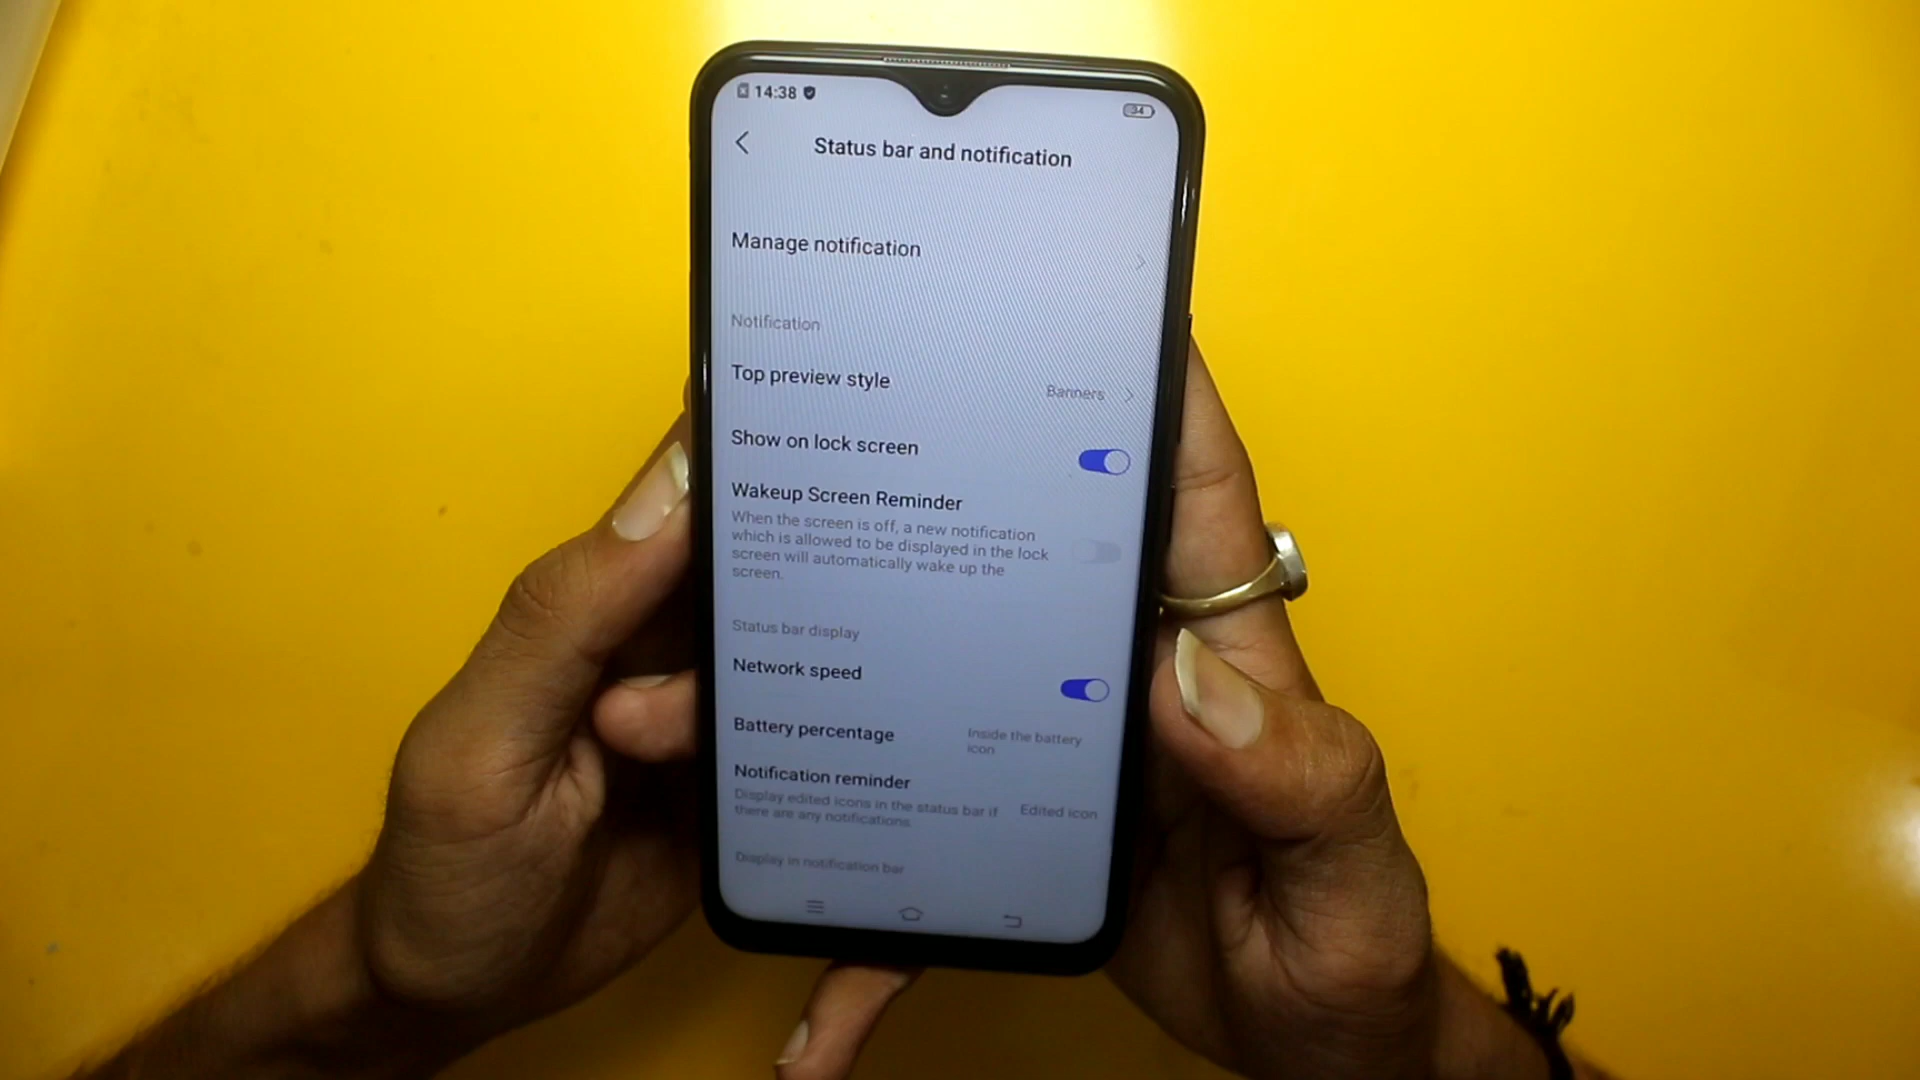 14:38
34
Status bar and notification
Manage notification
Notification
Top preview style
Banners
Show on lock screen
Wakeup Screen Reminder
When the screen is off, a new notification
which is allowed to be displayed in the lock
screen will automatically wake up the
screen.
Status bar display
Network speed
Battery percentage
Inside the battery
icon
Notification reminder
Display edited icons in the status bar if
there are any notifications.
Edited icon
Display in notification bar